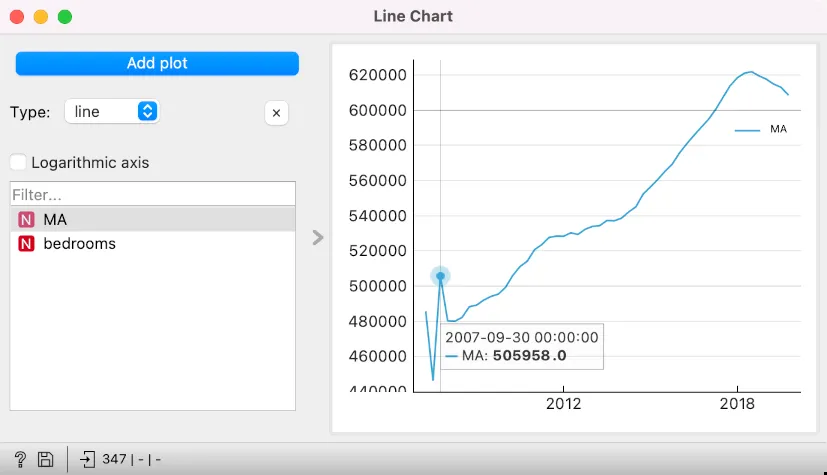 Line Chart
Add plot
Type:
line
×
Logarithmic axis
Filter...
N MA
N bedrooms
620000
600000
580000
560000
540000
520000
500000
480000
460000
440000
MA
2007-09-30 00:00:00
MA: 505958.0
2012
2018
? 347 | - | -